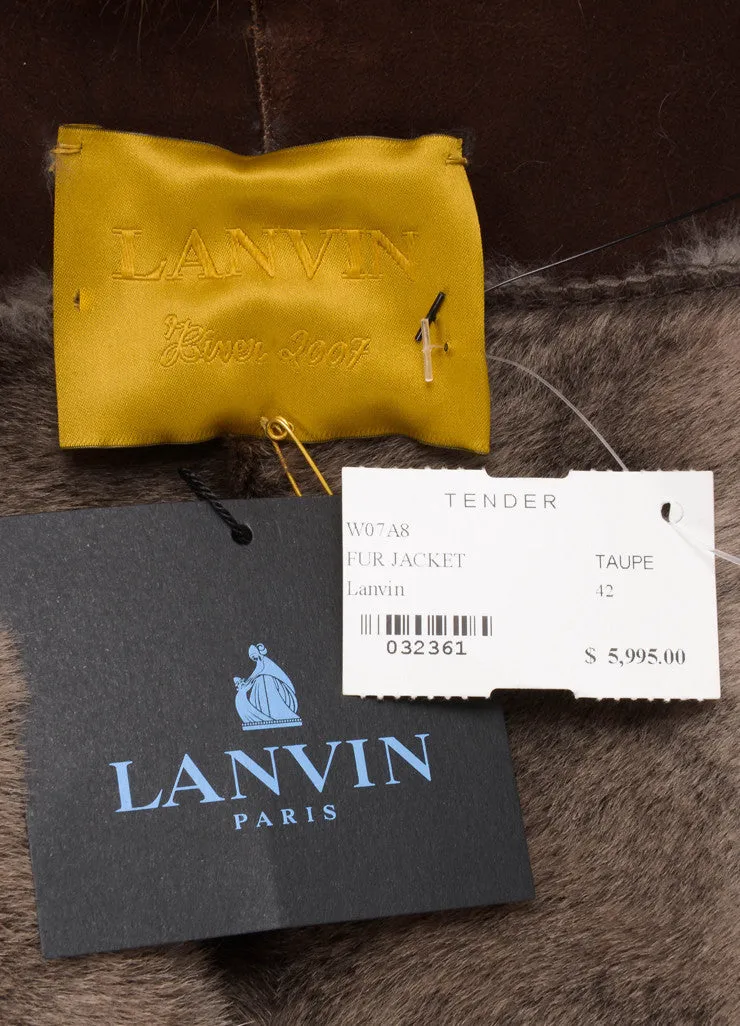 LANVIN
Hiver 2007
TENDER
W07A8
FUR JACKET TAUPE
Lanvin 42
032361
$ 5,995.00
LANVIN
PARIS